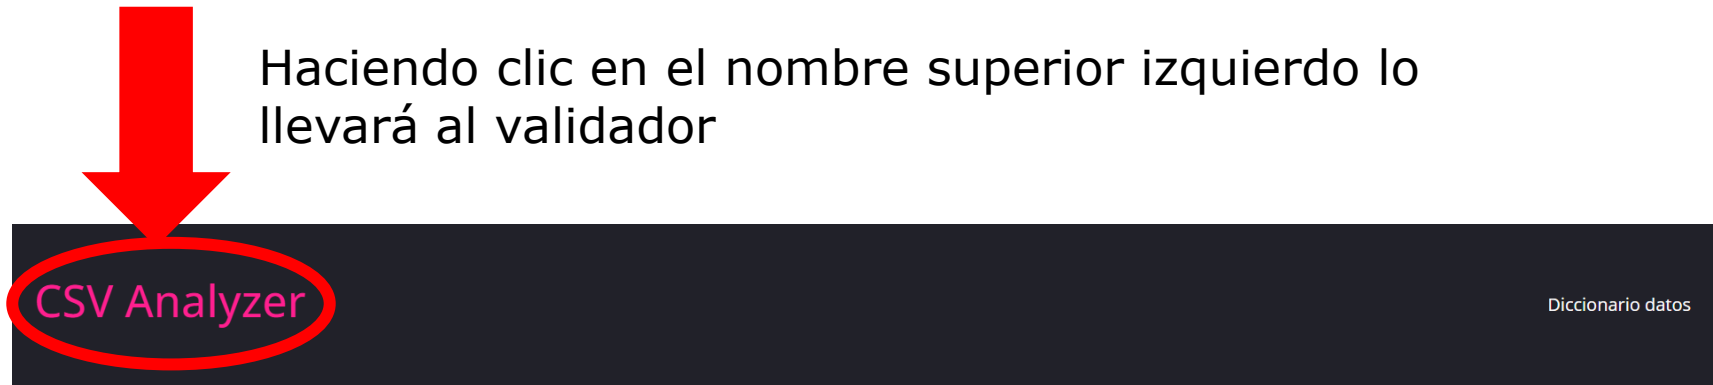 Haciendo clic en el nombre superior izquierdo lo
llevará al validador
CSV Analyzer
Diccionario datos